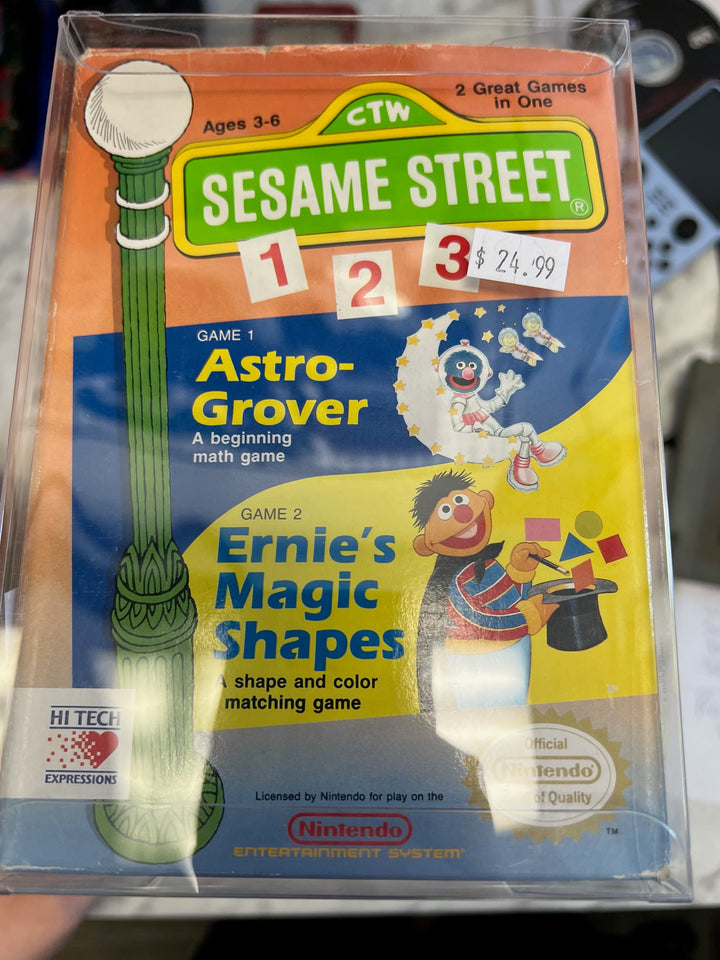 Ages 3-6
2 Great Games
in One
CTW
SESAME STREET®
1 2 3
$ 24.99
GAME 1
Astro-
Grover
A beginning
math game
GAME 2
Ernie's
Magic
Shapes
A shape and color
matching game
HI TECH
EXPRESSIONS
Official
Nintendo
of Quality
Licensed by Nintendo for play on the
Nintendo
ENTERTAINMENT SYSTEM
TM